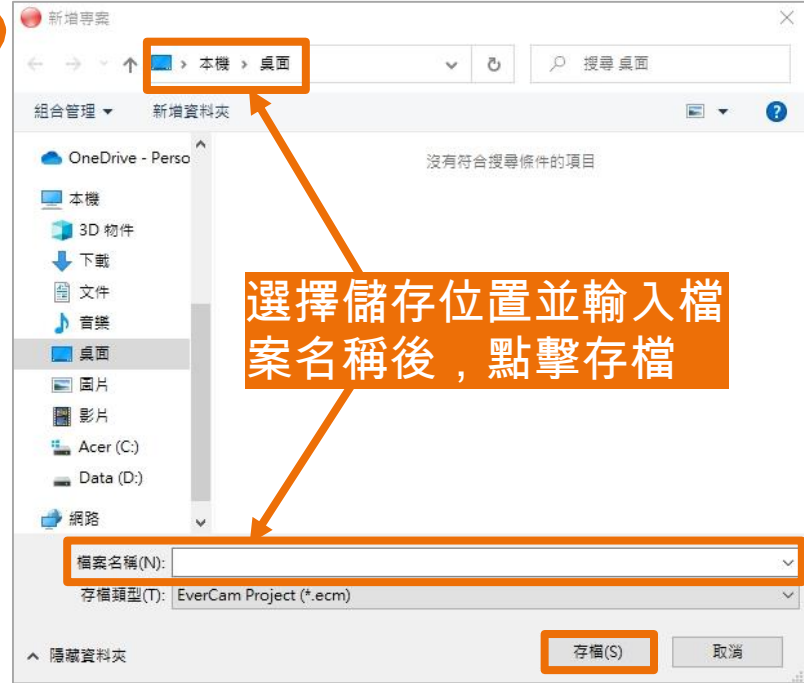 新增專案
本機 › 桌面
搜尋 桌面
組合管理
新增資料夾
OneDrive - Perso
沒有符合搜尋條件的項目
本機
3D 物件
下載
文件
音樂
桌面
圖片
影片
Acer (C:)
Data (D:)
網路
選擇儲存位置並輸入檔
案名稱後，點擊存檔
檔案名稱(N):
存檔類型(T): EverCam Project (*.ecm)
隱藏資料夾
存檔(S)
取消